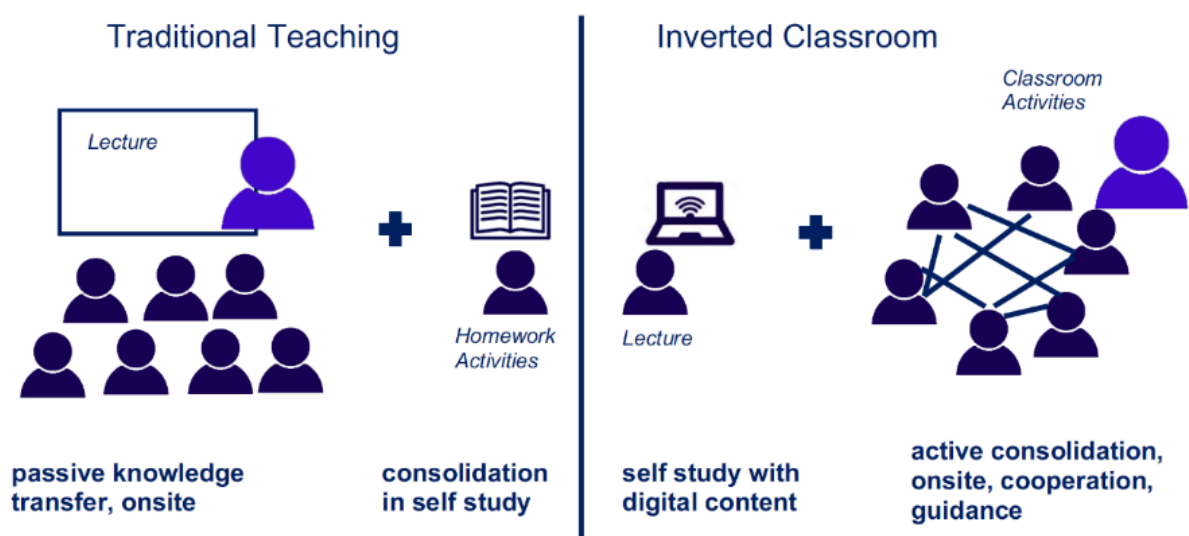 Traditional Teaching
Lecture
Homework
Activities
passive knowledge
transfer, onsite
consolidation
in self study
Inverted Classroom
Classroom
Activities
Lecture
self study with
digital content
active consolidation,
onsite, cooperation,
guidance